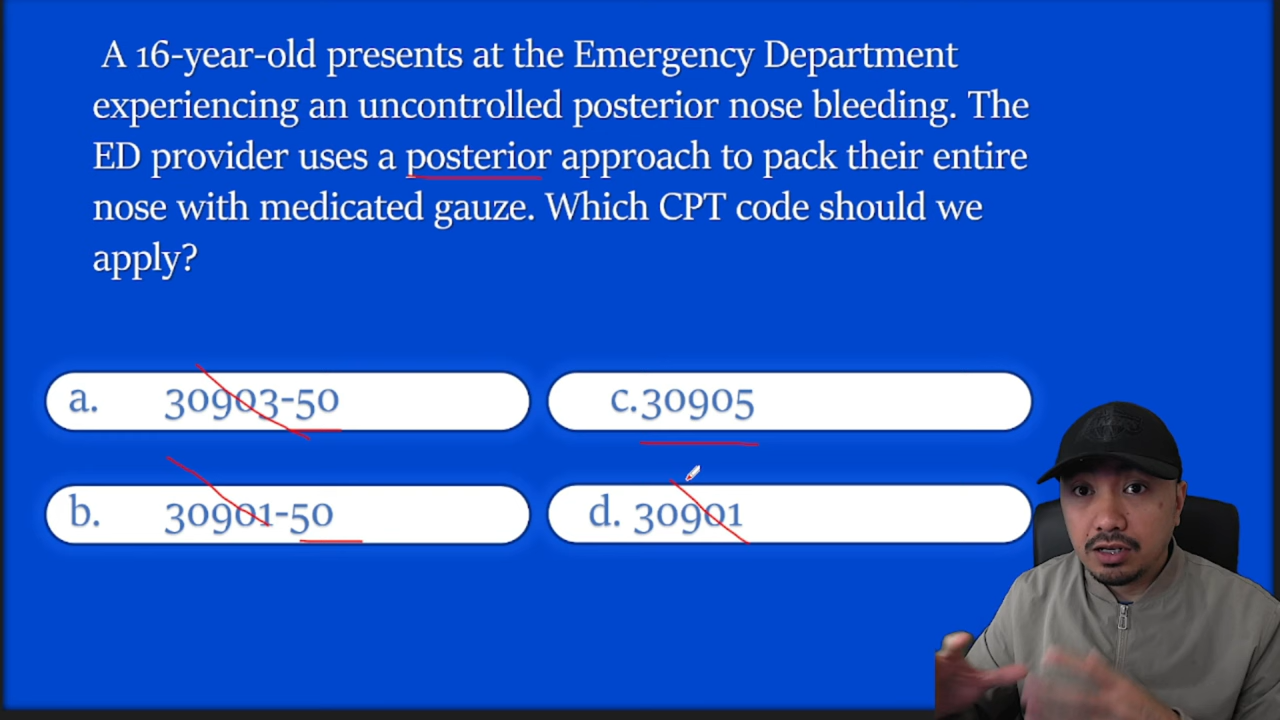 A 16-year-old presents at the Emergency Department
experiencing an uncontrolled posterior nose bleeding. The
ED provider uses a posterior approach to pack their entire
nose with medicated gauze. Which CPT code should we
apply?
a. 30903-50
c.30905
b. 30901-50
d. 30901